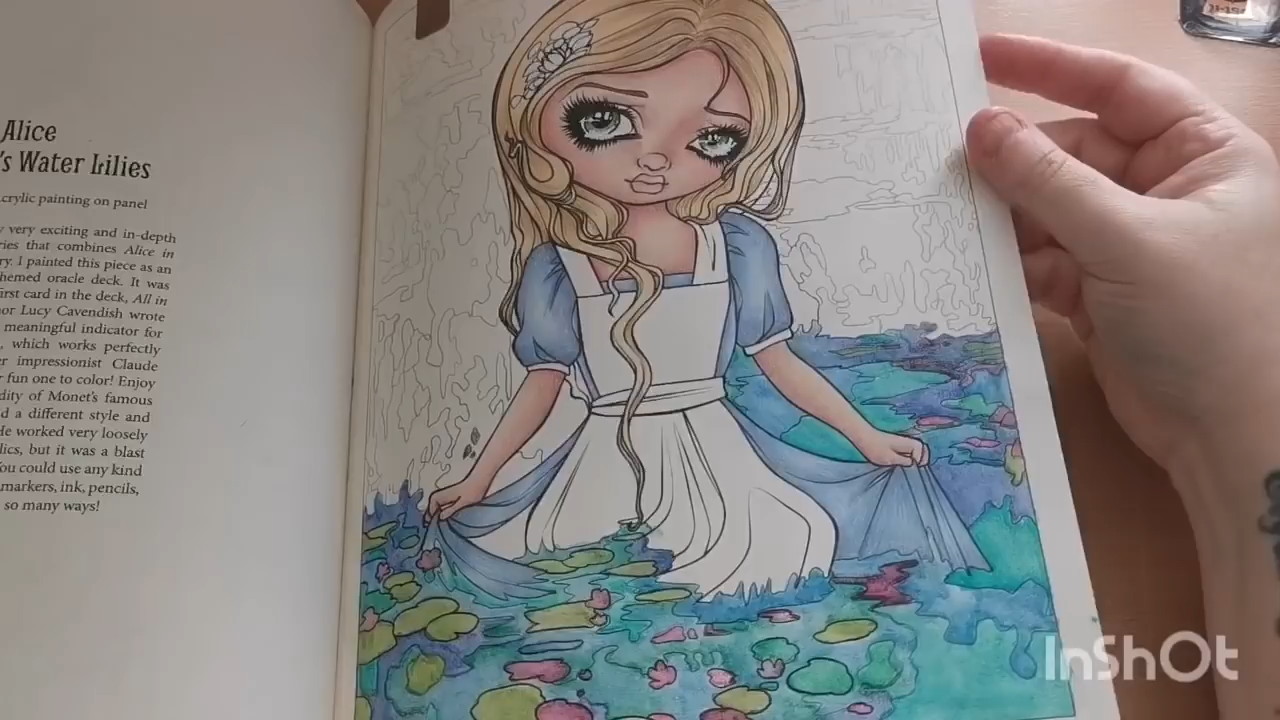 Alice
's Water Lilies
crylic painting on panel
very exciting and in-depth
ries that combines Alice in
ry. I painted this piece as an
hemed oracle deck. It was
irst card in the deck, All in
or Lucy Cavendish wrote
meaningful indicator for
, which works perfectly
er impressionist Claude
fun one to color! Enjoy
dity of Monet's famous
d a different style and
He worked very loosely
lics, but it was a blast
You could use any kind
markers, ink, pencils,
so many ways!
InShOt